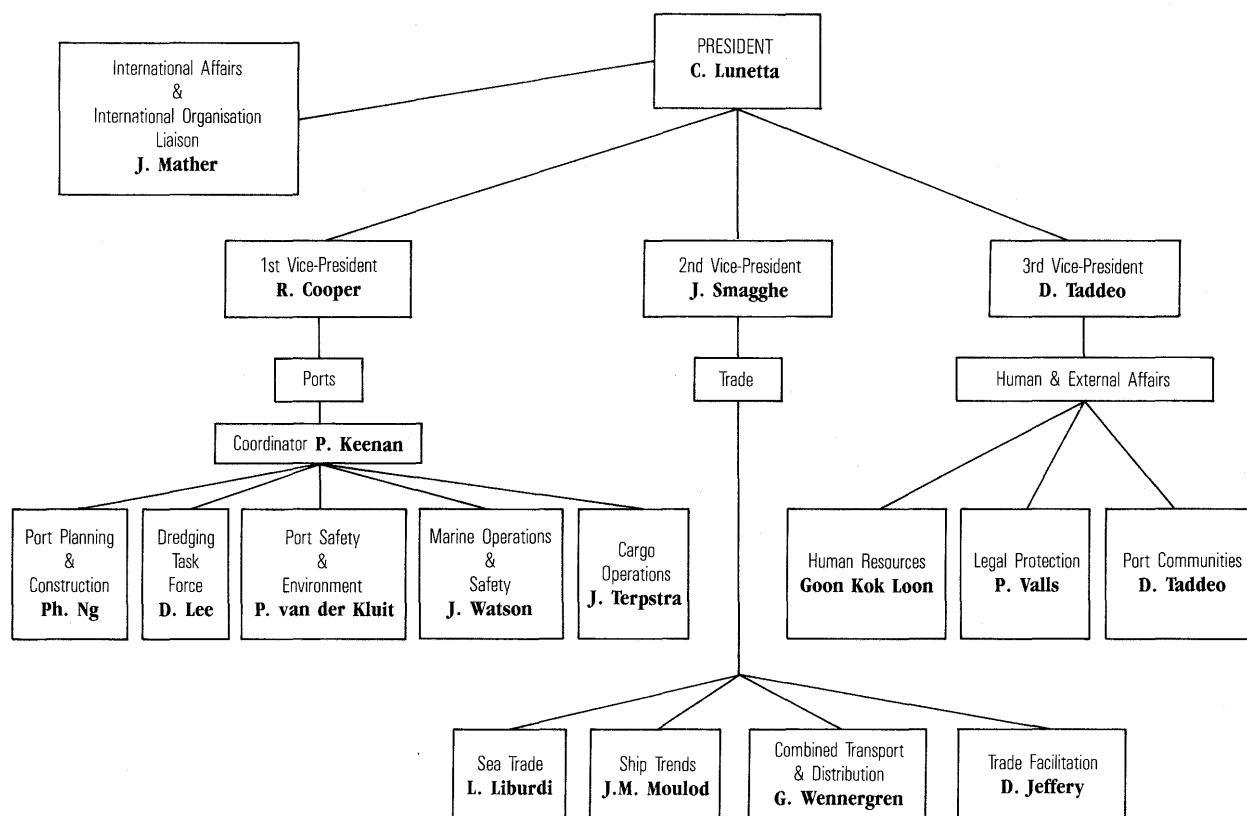 PRESIDENT
C. Lunetta
International Affairs
&
International Organisation
Liaison
J. Mather
1st Vice-President
R. Cooper
2nd Vice-President
J. Smagghe
3rd Vice-President
D. Taddeo
Ports
Trade
Human & External Affairs
Coordinator P. Keenan
Port Planning
&
Construction
Ph. Ng
Dredging
Task
Force
D. Lee
Port Safety
&
Environment
P. van der Kluit
Marine Operations
&
Safety
J. Watson
Cargo
Operations
J. Terpstra
Human Resources
Goon Kok Loon
Legal Protection
P. Valls
Port Communities
D. Taddeo
Sea Trade
L. Liburdi
Ship Trends
J.M. Moulod
Combined Transport
& Distribution
G. Wennergren
Trade Facilitation
D. Jeffery